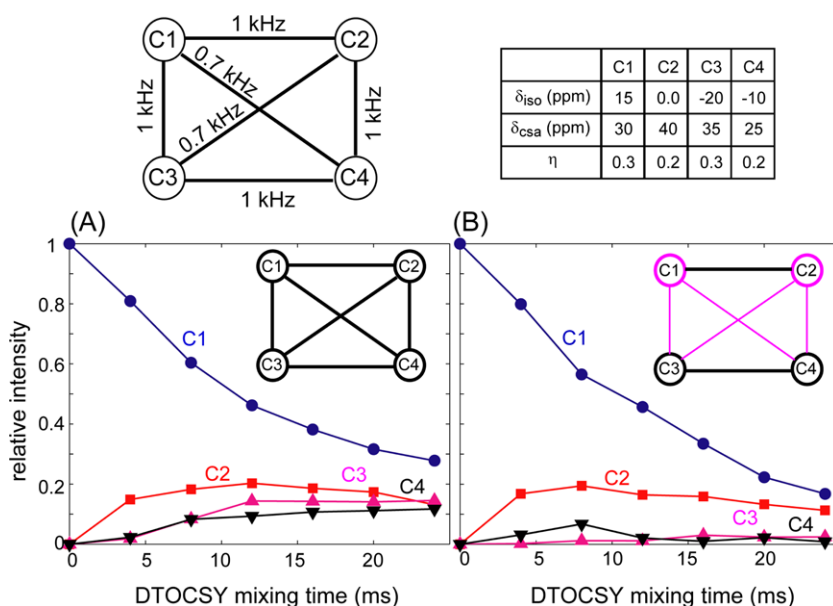 C1 1 kHz C2
0.7 kHz
1 kHz 1 kHz
0.7 kHz
C3 1 kHz C4
C1 C2 C3 C4
δiso (ppm) 15 0.0 -20 -10
δcsa (ppm) 30 40 35 25
η 0.3 0.2 0.3 0.2
(A)
relative intensity
1
0.8
0.6
0.4
0.2
0
0 5 10 15 20
DTOCSY mixing time (ms)
C1
C2
C3
C4
C1 C2
C3 C4
(B)
0 5 10 15 20
DTOCSY mixing time (ms)
C1
C2
C3
C4
C1 C2
C3 C4